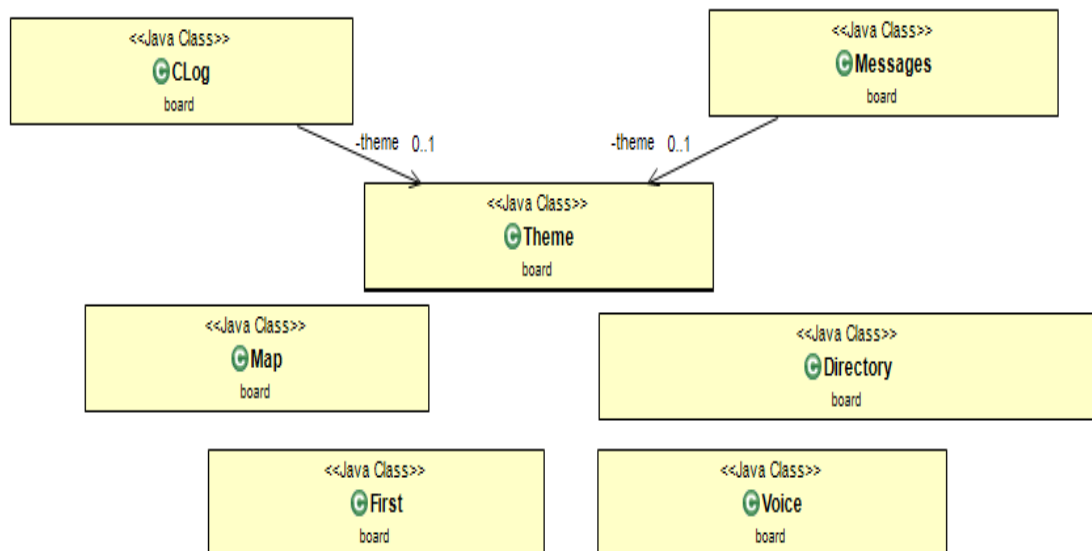 <<Java Class>>
C CLog
board
<<Java Class>>
C Messages
board
-theme 0..1
-theme 0..1
<<Java Class>>
C Theme
board
<<Java Class>>
C Map
board
<<Java Class>>
C Directory
board
<<Java Class>>
C First
board
<<Java Class>>
C Voice
board